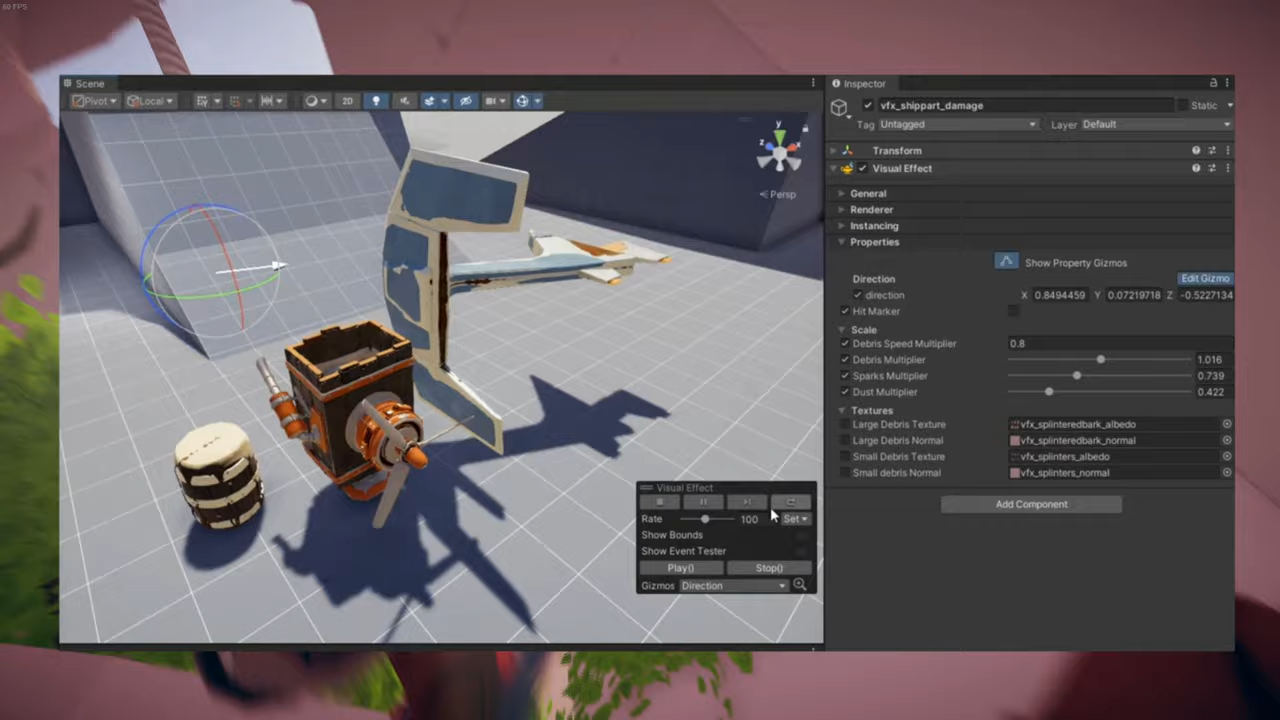 60 FPS
Scene
Pivot Local 2D
y
z x
Persp
Visual Effect
Rate 100 Set
Show Bounds
Show Event Tester
Play() Stop()
Gizmos Direction
Inspector
vfx_shippart_damage Static
Tag Untagged Layer Default
Transform
Visual Effect
General
Renderer
Instancing
Properties
Show Property Gizmos
Direction Edit Gizmo
direction X 0.8494459 Y 0.07219718 Z -0.5227134
Hit Marker
Scale
Debris Speed Multiplier 0.8
Debris Multiplier 1.016
Sparks Multiplier 0.739
Dust Multiplier 0.422
Textures
Large Debris Texture vfx_splinteredbark_albedo
Large Debris Normal vfx_splinteredbark_normal
Small Debris Texture vfx_splinters_albedo
Small debris Normal vfx_splinters_normal
Add Component